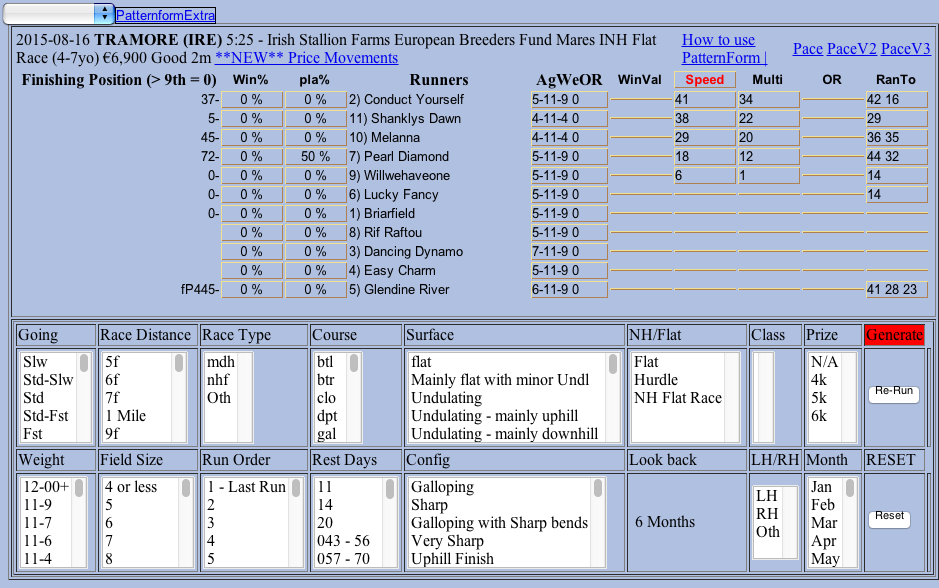 PatternformExtra
2015-08-16 TRAMORE (IRE) 5:25 - Irish Stallion Farms European Breeders Fund Mares INH Flat
Race (4-7yo) €6,900 Good 2m **NEW** Price Movements
How to use
PatternForm |
Pace PaceV2 PaceV3
Finishing Position (> 9th = 0) Win% pla% Runners AgWeOR WinVal Speed Multi OR RanTo
37- 0 % 0 % 2) Conduct Yourself 5-11-9 0 41 34 42 16
5- 0 % 0 % 11) Shanklys Dawn 4-11-4 0 38 22 29
45- 0 % 0 % 10) Melanna 4-11-4 0 29 20 36 35
72- 0 % 50 % 7) Pearl Diamond 5-11-9 0 18 12 44 32
0- 0 % 0 % 9) Willwehaveone 5-11-9 0 6 1 14
0- 0 % 0 % 6) Lucky Fancy 5-11-9 0 14
0- 0 % 0 % 1) Briarfield 5-11-9 0
0 % 0 % 8) Rif Raftou 5-11-9 0
0 % 0 % 3) Dancing Dynamo 7-11-9 0
0 % 0 % 4) Easy Charm 5-11-9 0
fP445- 0 % 0 % 5) Glendine River 6-11-9 0 41 28 23
Going Race Distance Race Type Course Surface NH/Flat Class Prize Generate
Slw 5f mdh btl flat Flat N/A
Std-Slw 6f nhf btr Mainly flat with minor Undl Hurdle 4k
Std 7f Oth clo Undulating NH Flat Race 5k Re-Run
Std-Fst 1 Mile dpt Undulating - mainly uphill 6k
Fst 9f gal Undulating - mainly downhill
Weight Field Size Run Order Rest Days Config Look back LH/RH Month RESET
12-00+ 4 or less 1 - Last Run 11 Galloping Jan
11-9 5 2 14 Sharp LH Feb
11-7 6 3 20 Galloping with Sharp bends 6 Months RH Mar Reset
11-6 7 4 043 - 56 Very Sharp Oth Apr
11-4 8 5 057 - 70 Uphill Finish May